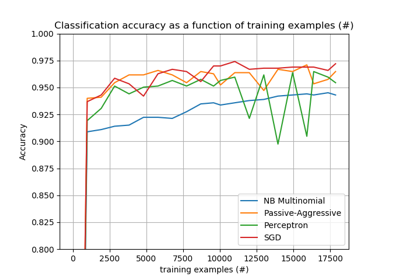 Classification accuracy as a function of training examples (#)
1.000
0.975
0.950
0.925
0.900
0.875
0.850
0.825
0.800
Accuracy
NB Multinomial
Passive-Aggressive
Perceptron
SGD
0
2500
5000
7500
10000
12500
15000
17500
training examples (#)